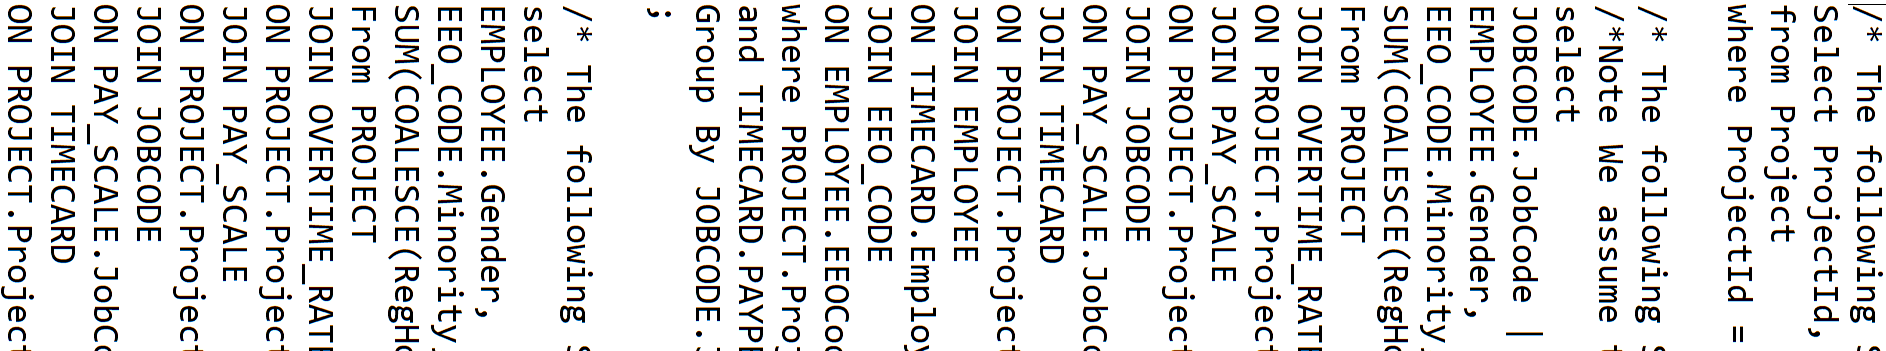 /* The following S
Select ProjectId,
from Project
where ProjectId =
/* The following S
/*Note We assume t
select
JOBCODE.JobCode |
EMPLOYEE.Gender,
EEO_CODE.Minority,
SUM(COALESCE(RegHo
From PROJECT
JOIN OVERTIME_RATE
ON PROJECT.Project
JOIN PAY_SCALE
ON PROJECT.Project
JOIN JOBCODE
ON PAY_SCALE.JobCo
JOIN TIMECARD
ON PROJECT.Project
JOIN EMPLOYEE
ON TIMECARD.Employ
JOIN EEO_CODE
ON EMPLOYEE.EEOCod
where PROJECT.Proj
and TIMECARD.PAYPE
Group By JOBCODE.J
;
/* The following S
select
EMPLOYEE.Gender,
EEO_CODE.Minority,
SUM(COALESCE(RegHo
From PROJECT
JOIN OVERTIME_RATE
ON PROJECT.Project
JOIN PAY_SCALE
ON PROJECT.Project
JOIN JOBCODE
ON PAY_SCALE.JobCo
JOIN TIMECARD
ON PROJECT.Project